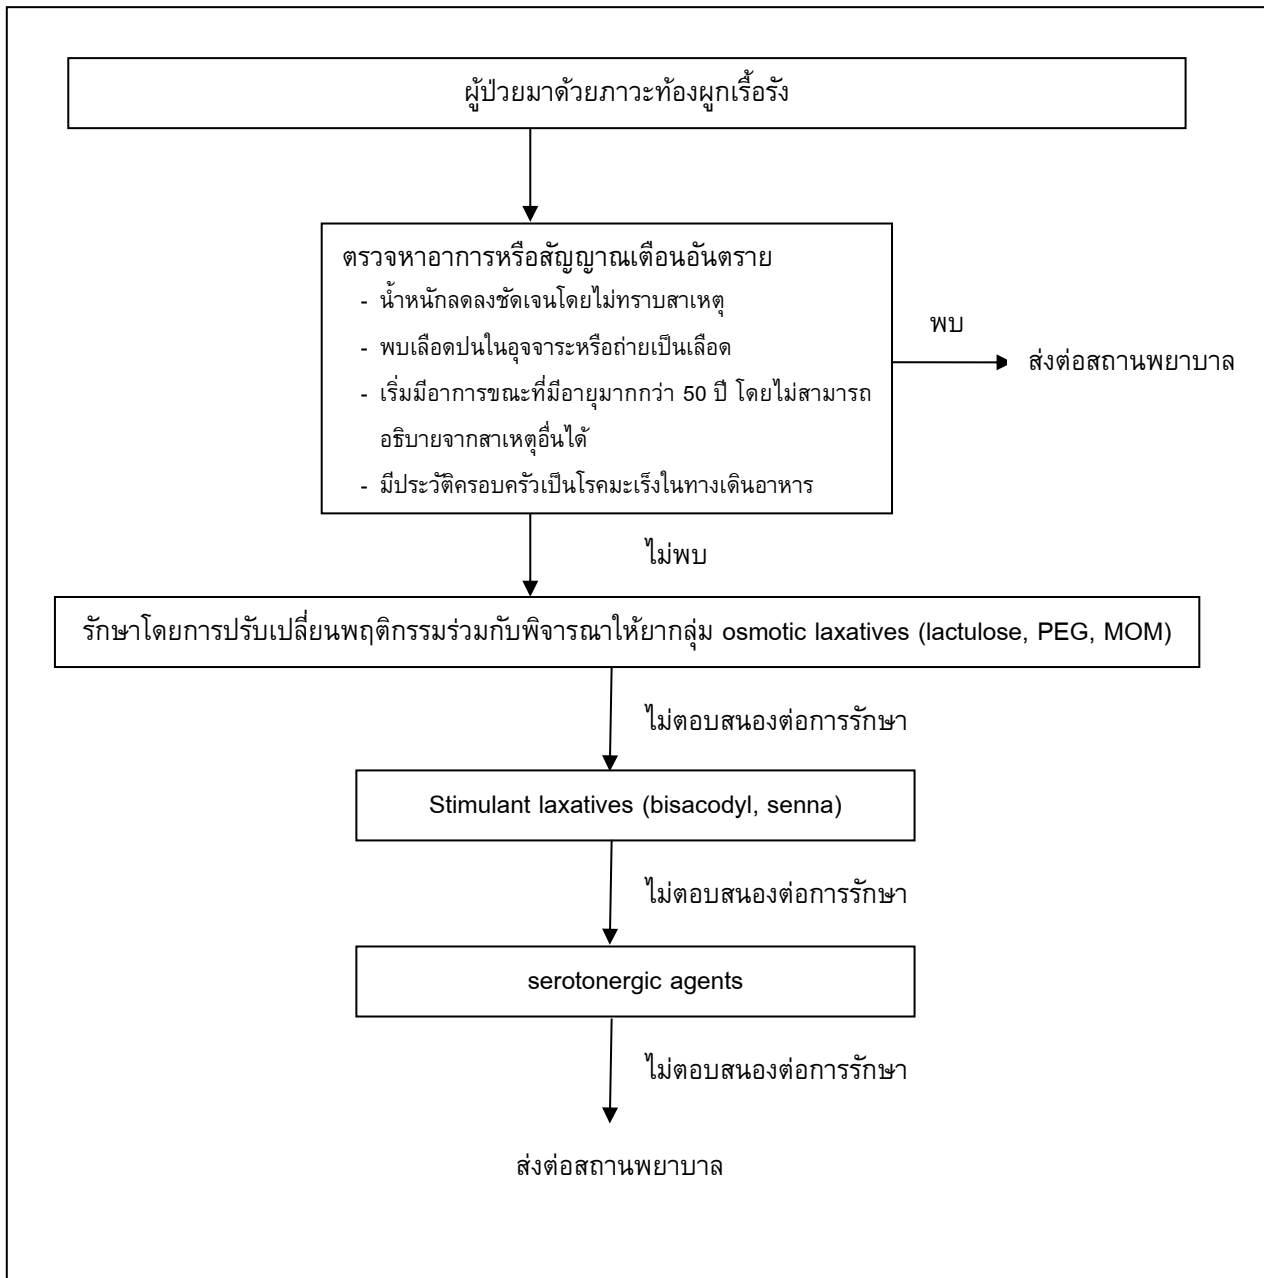 ผู้ป่วยมาด้วยภาวะท้องผูกเรื้อรัง
ตรวจหาอาการหรือสัญญาณเตือนอันตราย
- น้ำหนักลดลงชัดเจนโดยไม่ทราบสาเหตุ
- พบเลือดปนในอุจจาระหรือถ่ายเป็นเลือด
- เริ่มมีอาการขณะที่มีอายุมากกว่า 50 ปี โดยไม่สามารถ
อธิบายจากสาเหตุอื่นได้
- มีประวัติครอบครัวเป็นโรคมะเร็งในทางเดินอาหาร
พบ
ส่งต่อสถานพยาบาล
ไม่พบ
รักษาโดยการปรับเปลี่ยนพฤติกรรมร่วมกับพิจารณาให้ยากลุ่ม osmotic laxatives (lactulose, PEG, MOM)
ไม่ตอบสนองต่อการรักษา
Stimulant laxatives (bisacodyl, senna)
ไม่ตอบสนองต่อการรักษา
serotonergic agents
ไม่ตอบสนองต่อการรักษา
ส่งต่อสถานพยาบาล